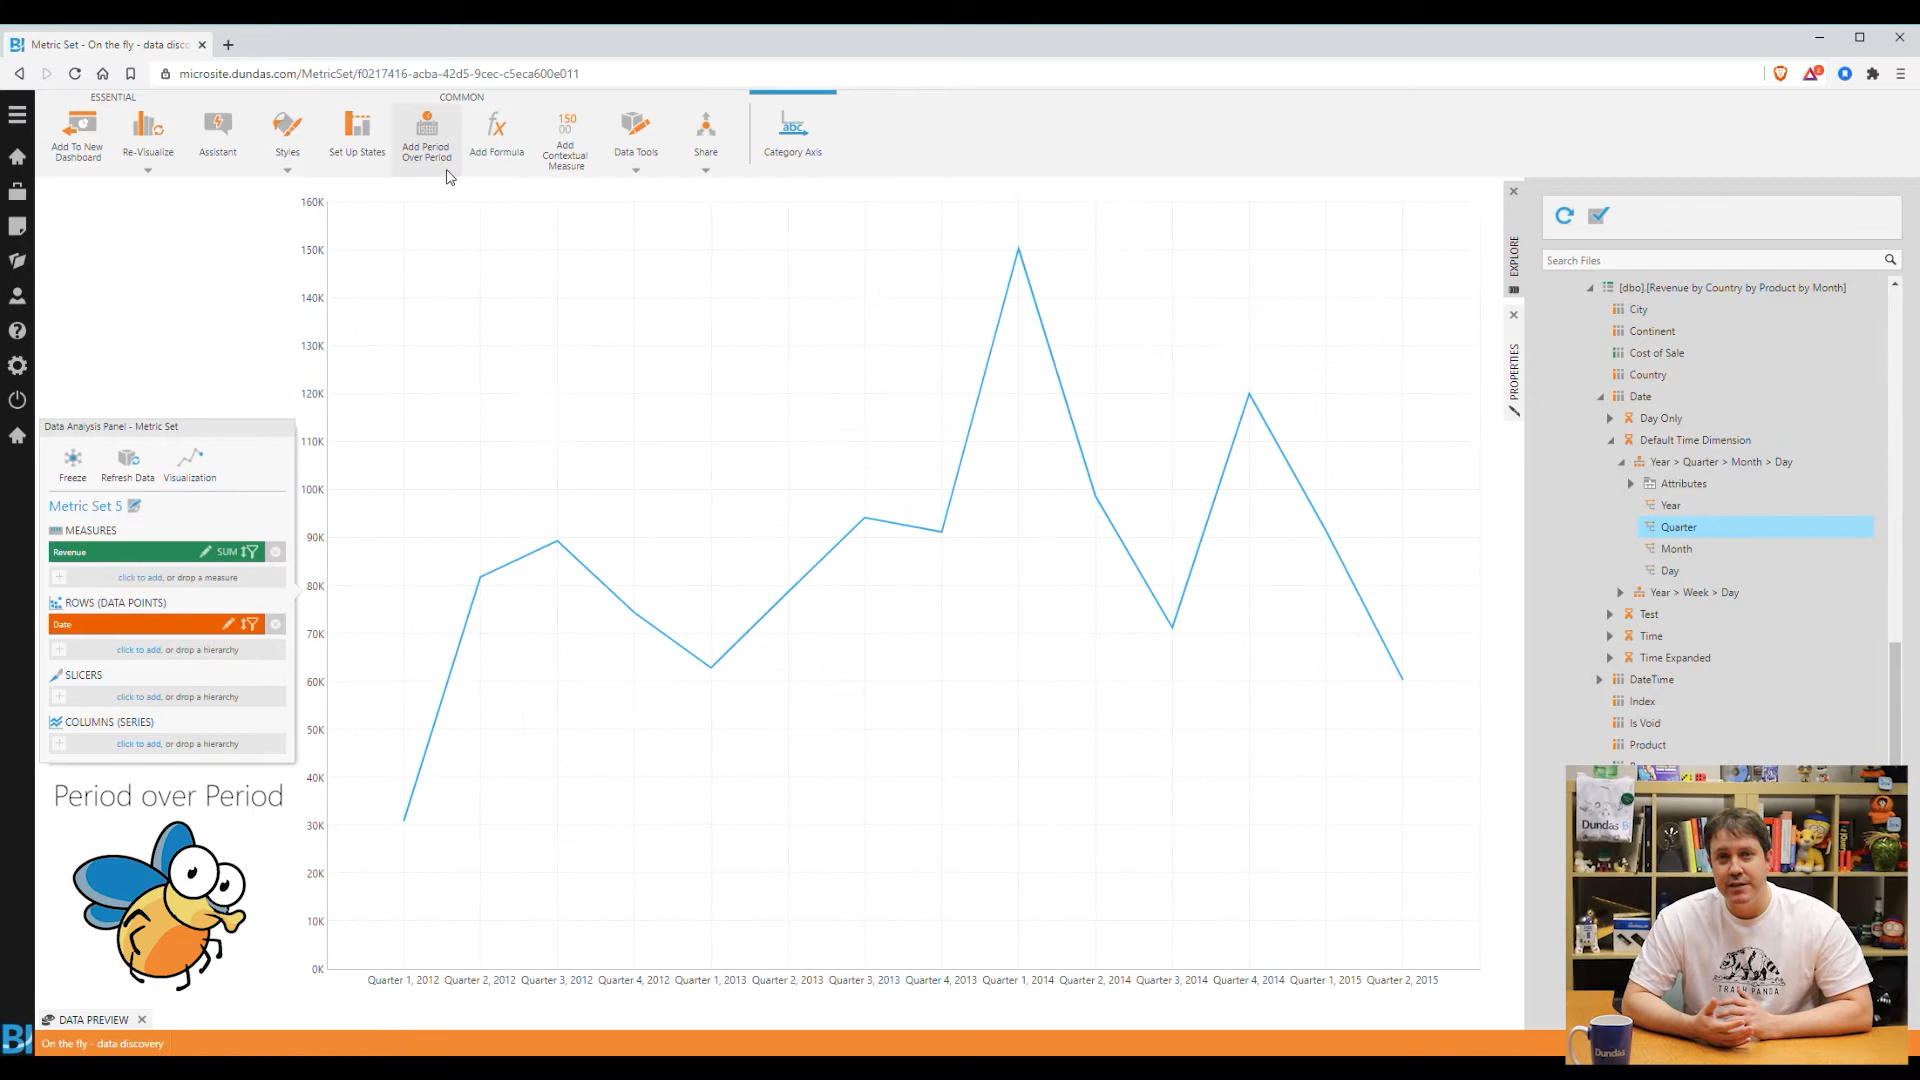 Metric Set - On the fly - data disc
microsite.dundas.com/MetricSet/f0217416-acba-42d5-9cec-c5eca600e011
2
ESSENTIAL
COMMON
Add To New Dashboard
Re-Visualize
Assistant
Styles
Set Up States
Add Period Over Period
fx
Add Formula
150
00
Add Contextual Measure
Data Tools
Share
abc
Category Axis
160K
150K
140K
130K
120K
110K
100K
90K
80K
70K
60K
50K
40K
30K
20K
10K
0K
Quarter 1, 2012 Quarter 2, 2012 Quarter 3, 2012 Quarter 4, 2012 Quarter 1, 2013 Quarter 2, 2013 Quarter 3, 2013 Quarter 4, 2013 Quarter 1, 2014 Quarter 2, 2014 Quarter 3, 2014 Quarter 4, 2014 Quarter 1, 2015 Quarter 2, 2015
Data Analysis Panel - Metric Set
Freeze
Refresh Data
Visualization
Metric Set 5
MEASURES
Revenue SUM
click to add, or drop a measure
ROWS (DATA POINTS)
Date
click to add, or drop a hierarchy
SLICERS
click to add, or drop a hierarchy
COLUMNS (SERIES)
click to add, or drop a hierarchy
Period over Period
DATA PREVIEW
On the fly - data discovery
BI
EXPLORE
PROPERTIES
Search Files
[dbo].[Revenue by Country by Product by Month]
City
Continent
Cost of Sale
Country
Date
Day Only
Default Time Dimension
Year > Quarter > Month > Day
Attributes
Year
Quarter
Month
Day
Year > Week > Day
Test
Time
Time Expanded
DateTime
Index
Is Void
Product
Dundas B
TRASH PANDA
Dundas